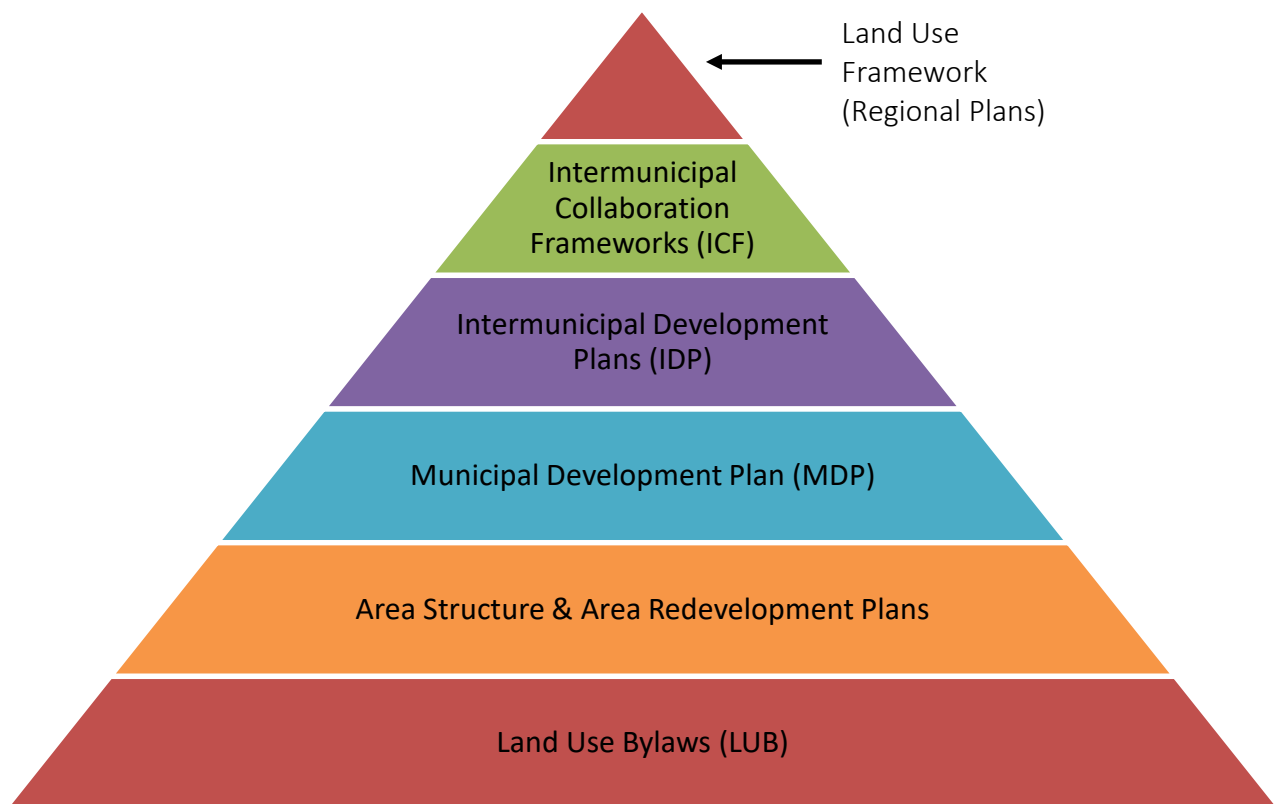 Land Use
Framework
(Regional Plans)
Intermunicipal
Collaboration
Frameworks (ICF)
Intermunicipal Development
Plans (IDP)
Municipal Development Plan (MDP)
Area Structure & Area Redevelopment Plans
Land Use Bylaws (LUB)